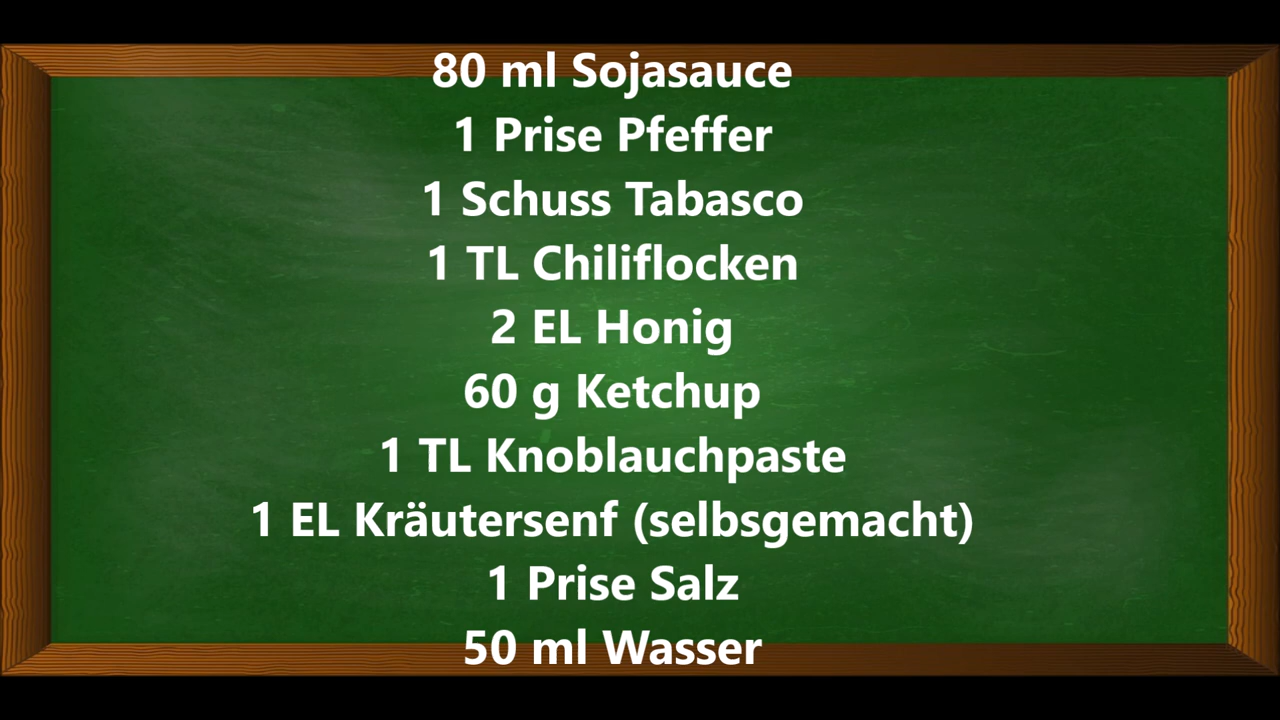 80 ml Sojasauce
1 Prise Pfeffer
1 Schuss Tabasco
1 TL Chiliflocken
2 EL Honig
60 g Ketchup
1 TL Knoblauchpaste
1 EL Kräutersenf (selbsgemacht)
1 Prise Salz
50 ml Wasser